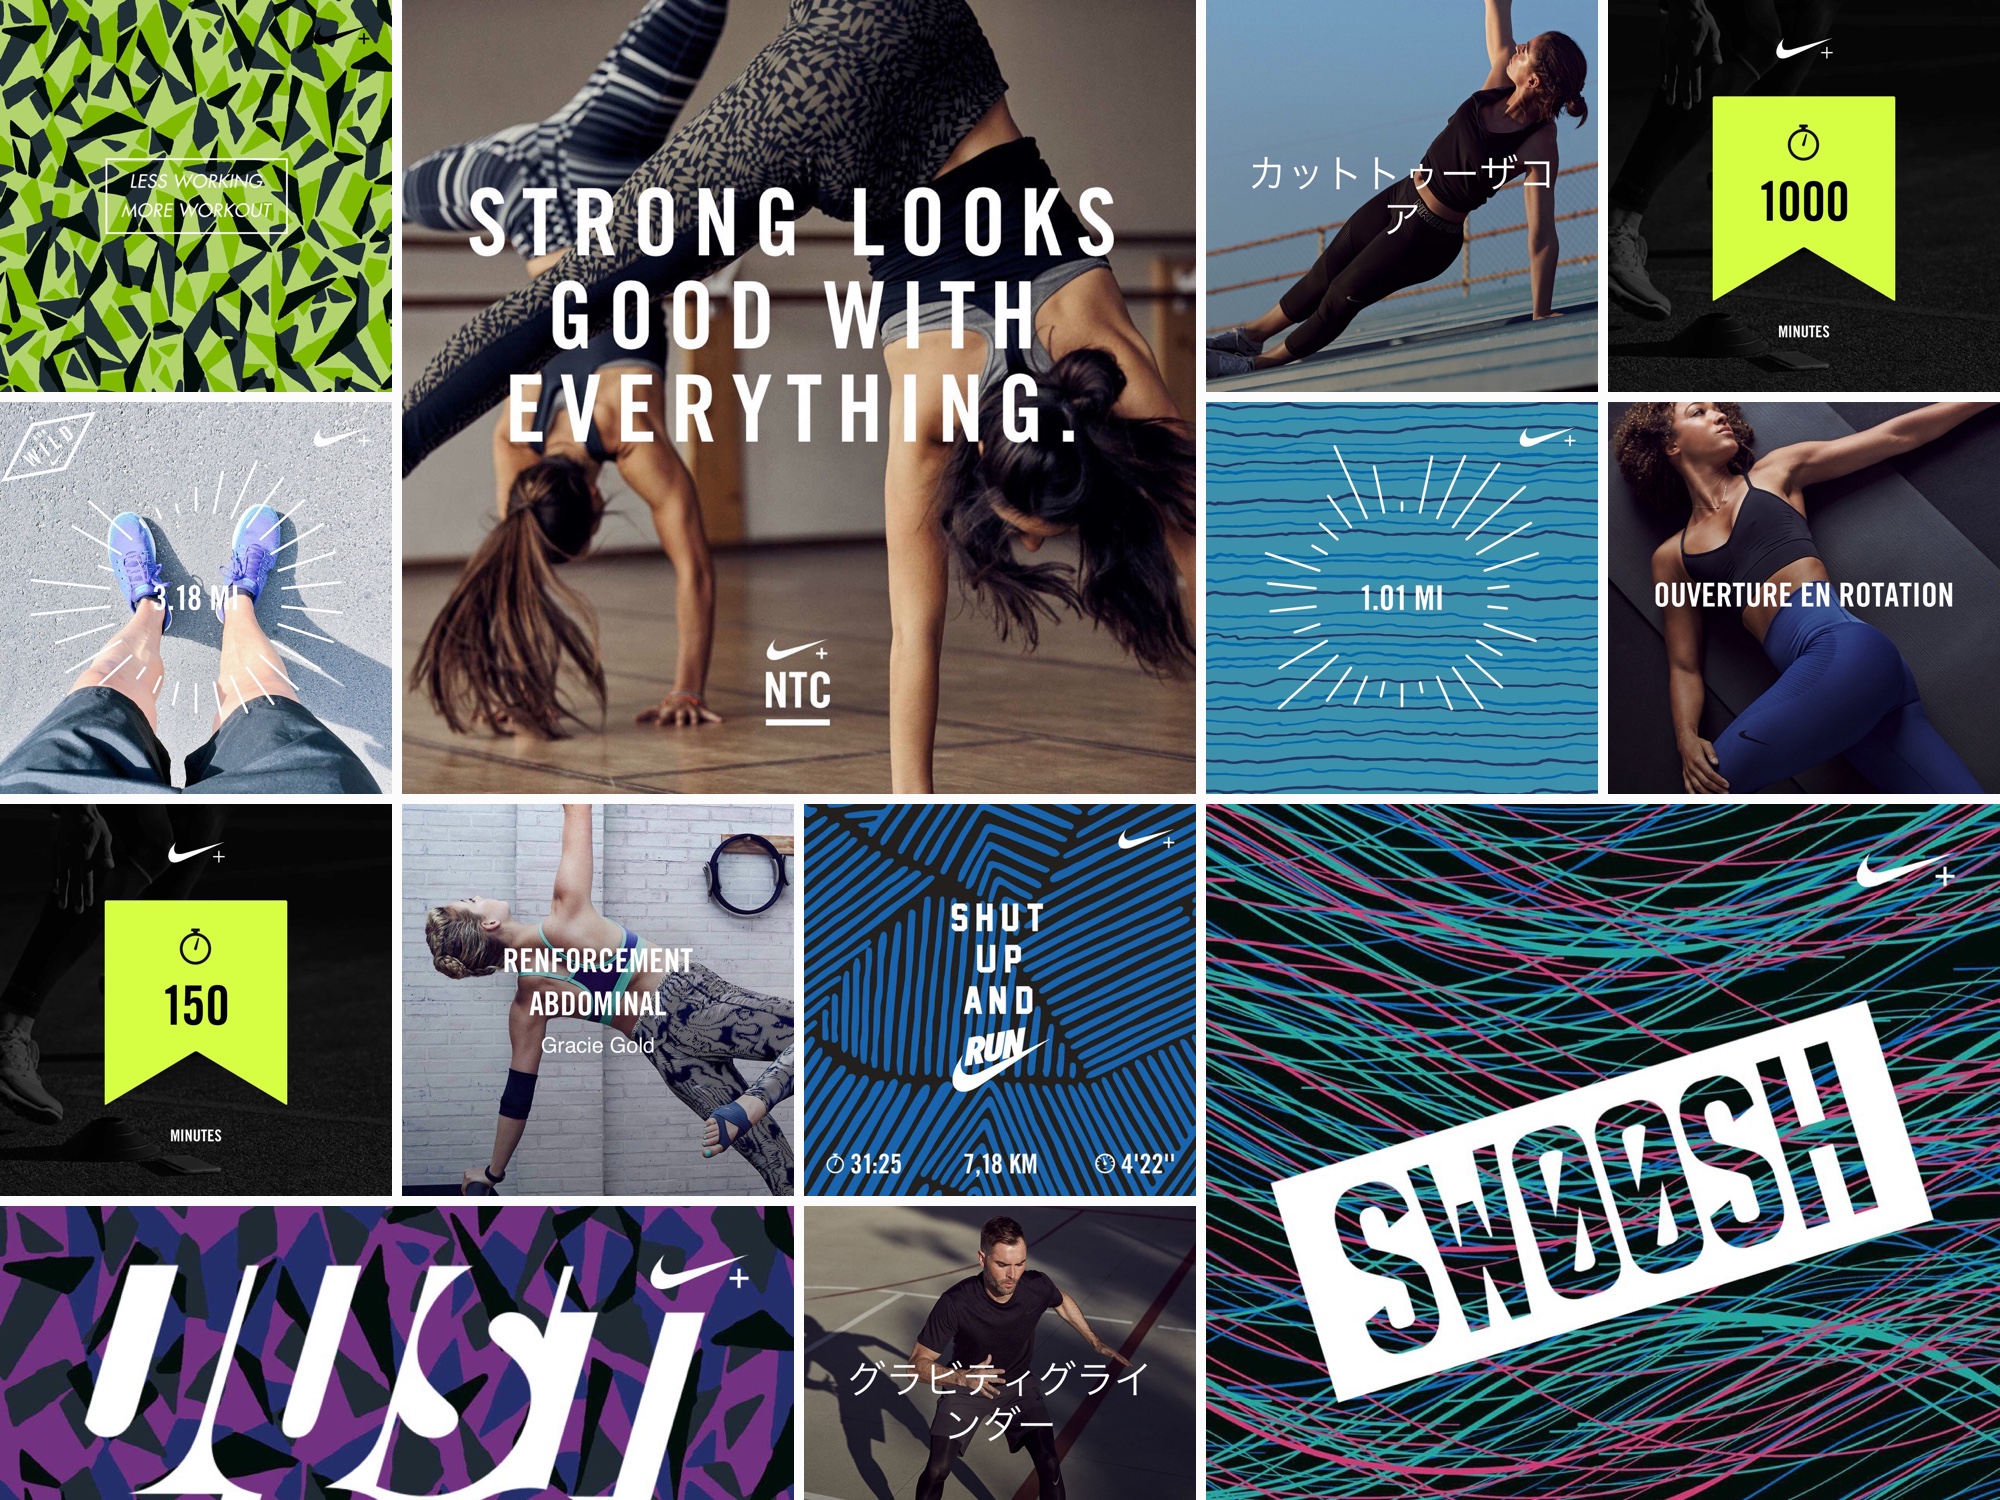 LESS WORKING
MORE WORKOUT
STRONG LOOKS
GOOD WITH
EVERYTHING.
NTC
カットトゥーザコ
ア
1000
MINUTES
WILD
3.18 MI
1.01 MI
OUVERTURE EN ROTATION
150
MINUTES
RENFORCEMENT
ABDOMINAL
Gracie Gold
SHUT
UP
AND
RUN
31:25 7,18 KM 4'22"
SWOOSH
グラビティグライ
ンダー